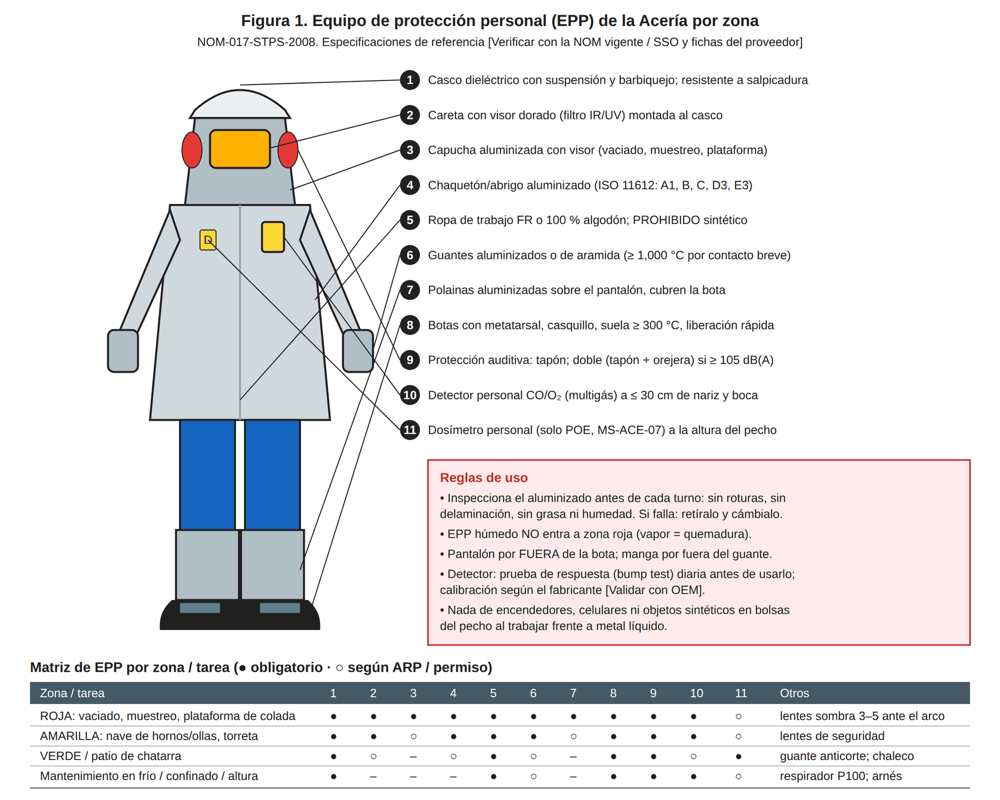 Figura 1. Equipo de protección personal (EPP) de la Acería por zona
NOM-017-STPS-2008. Especificaciones de referencia [Verificar con la NOM vigente / SSO y fichas del proveedor]
1 Casco dieléctrico con suspensión y barbiquejo; resistente a salpicadura
2 Careta con visor dorado (filtro IR/UV) montada al casco
3 Capucha aluminizada con visor (vaciado, muestreo, plataforma)
4 Chaquetón/abrigo aluminizado (ISO 11612: A1, B, C, D3, E3)
5 Ropa de trabajo FR o 100 % algodón; PROHIBIDO sintético
D
6 Guantes aluminizados o de aramida (≥ 1,000 °C por contacto breve)
7 Polainas aluminizadas sobre el pantalón, cubren la bota
8 Botas con metatarsal, casquillo, suela ≥ 300 °C, liberación rápida
9 Protección auditiva: tapón; doble (tapón + orejera) si ≥ 105 dB(A)
10 Detector personal CO/O₂ (multigás) a ≤ 30 cm de nariz y boca
11 Dosímetro personal (solo POE, MS-ACE-07) a la altura del pecho
Reglas de uso
• Inspecciona el aluminizado antes de cada turno: sin roturas, sin
delaminación, sin grasa ni humedad. Si falla: retíralo y cámbialo.
• EPP húmedo NO entra a zona roja (vapor = quemadura).
• Pantalón por FUERA de la bota; manga por fuera del guante.
• Detector: prueba de respuesta (bump test) diaria antes de usarlo;
calibración según el fabricante [Validar con OEM].
• Nada de encendedores, celulares ni objetos sintéticos en bolsas
del pecho al trabajar frente a metal líquido.
Matriz de EPP por zona / tarea (● obligatorio · ○ según ARP / permiso)
Zona / tarea 1 2 3 4 5 6 7 8 9 10 11 Otros
ROJA: vaciado, muestreo, plataforma de colada ● ● ● ● ● ● ● ● ● ● ○ lentes sombra 3–5 ante el arco
AMARILLA: nave de hornos/ollas, torreta ● ● ○ ● ● ● ○ ● ● ● ○ lentes de seguridad
VERDE / patio de chatarra ● ○ – ○ ● ○ – ● ● ○ ● guante anticorte; chaleco
Mantenimiento en frío / confinado / altura ● – – – ● ○ – ● ● ● ○ respirador P100; arnés